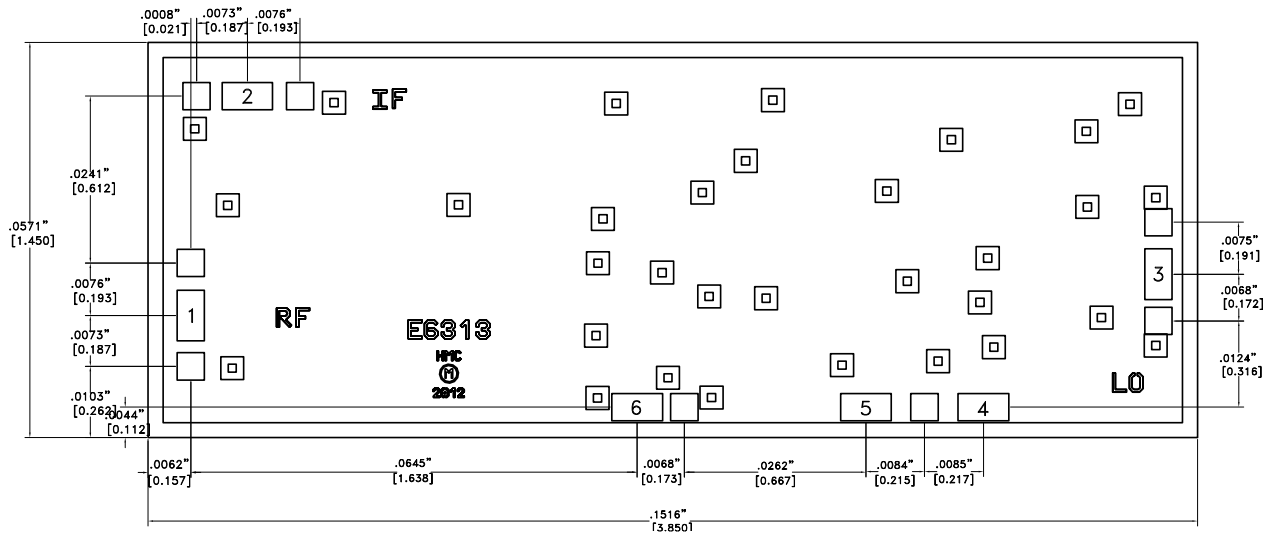 .0008” .0073” .0076”
[0.021] [0.187] [0.193]
2 IF
.0241”
[0.612]
.0571”
[1.450]
.0075”
[0.191]
3
.0076”
[0.193]
.0068”
[0.172]
1 RF
E6313
.0073”
[0.187]
HMC
M
2012
.0124”
[0.316]
LO
.0103”
[0.262]
.0044”
[0.112]
6 5 4
.0062” .0645” .0068” .0262” .0084” .0085”
[0.157] [1.638] [0.173] [0.667] [0.215] [0.217]
.1516”
[3.850]